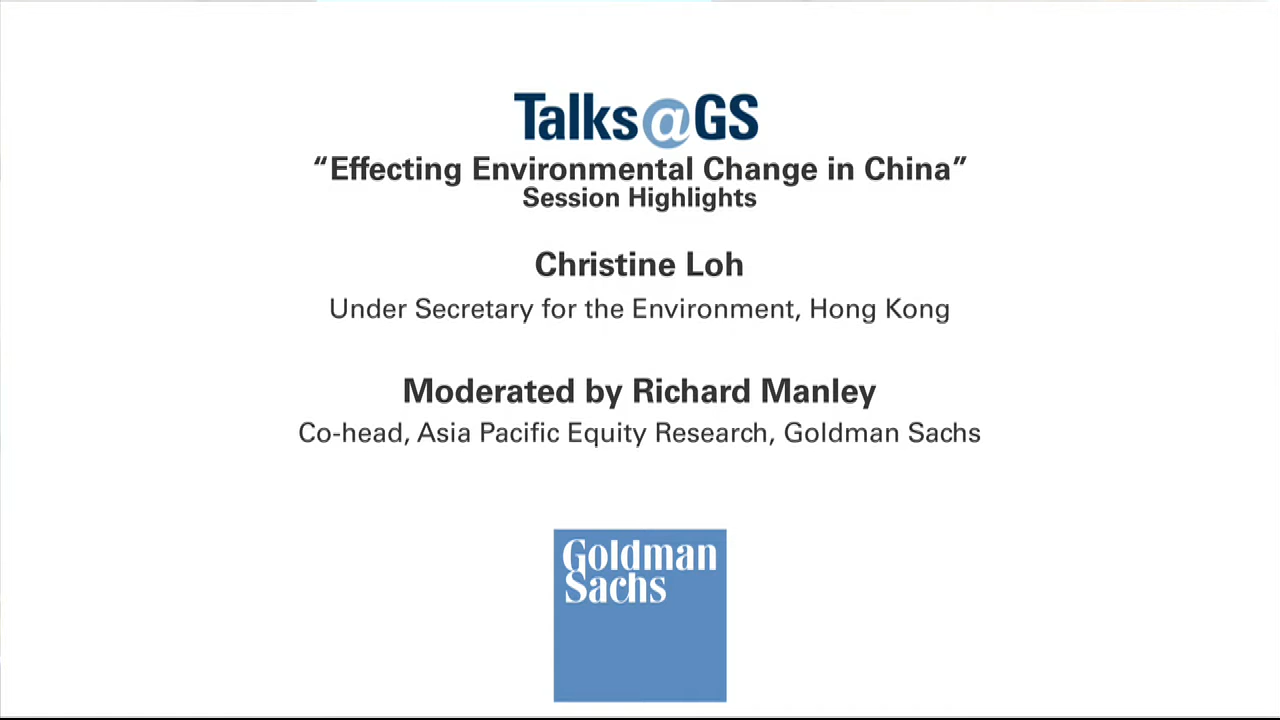 Talks@GS
“Effecting Environmental Change in China”
Session Highlights
Christine Loh
Under Secretary for the Environment, Hong Kong
Moderated by Richard Manley
Co-head, Asia Pacific Equity Research, Goldman Sachs
Goldman
Sachs